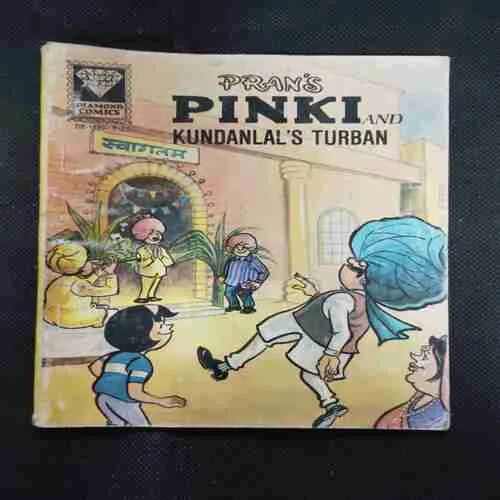 DIAMOND
COMICS
PRAN'S
PINKI AND
KUNDANLAL'S TURBAN
स्वागतम